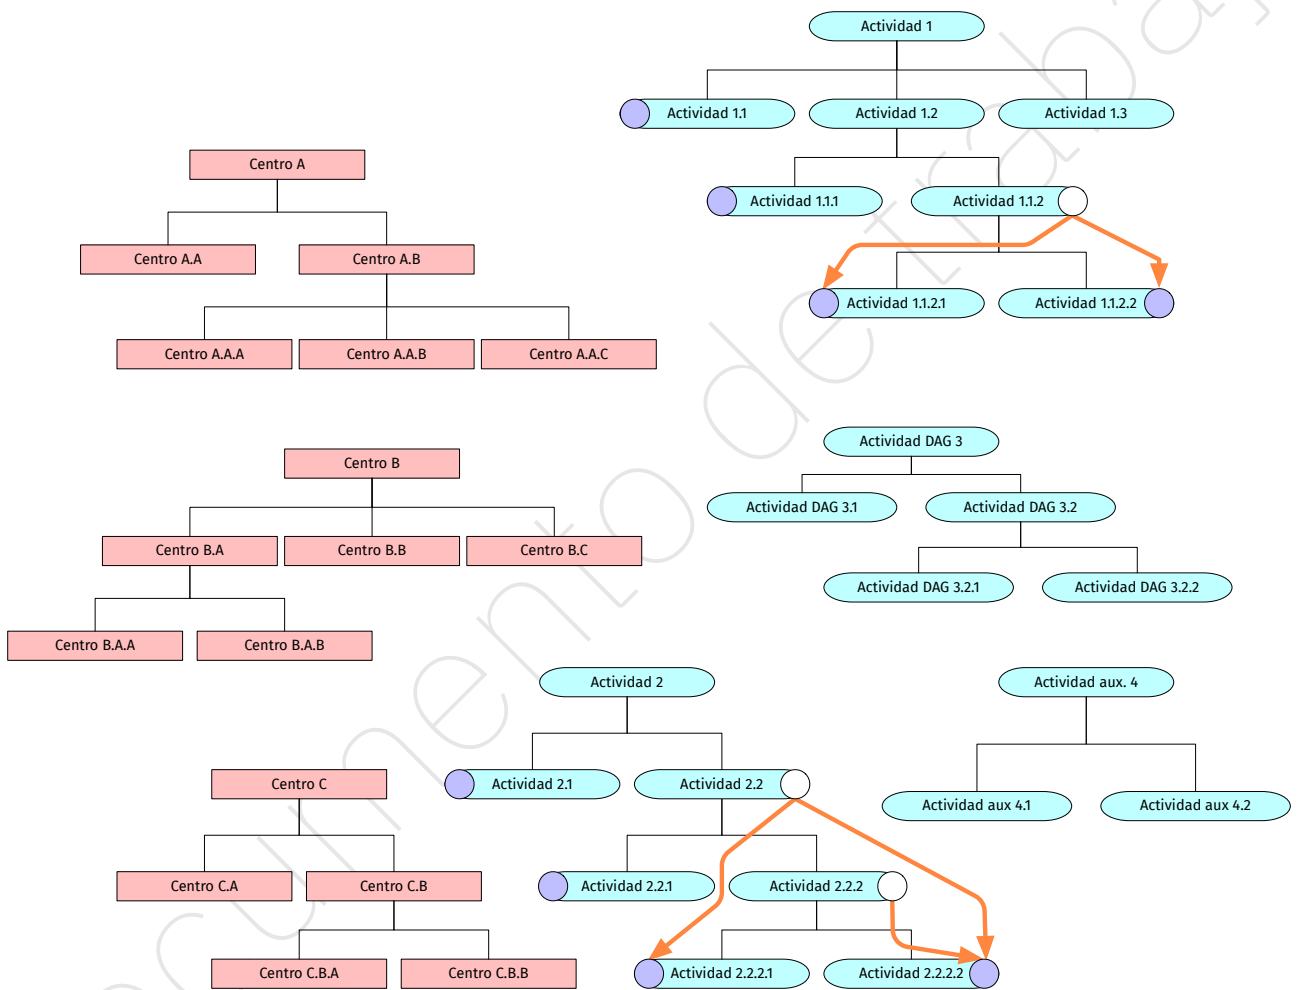 Actividad 1
Actividad 1.1
Actividad 1.2
Actividad 1.3
Centro A
Actividad 1.1.1
Actividad 1.1.2
Centro A.A
Centro A.B
Actividad 1.1.2.1
Actividad 1.1.2.2
Centro A.A.A
Centro A.A.B
Centro A.A.C
Actividad DAG 3
Centro B
Actividad DAG 3.1
Actividad DAG 3.2
Centro B.A
Centro B.B
Centro B.C
Actividad DAG 3.2.1
Actividad DAG 3.2.2
Centro B.A.A
Centro B.A.B
Actividad 2
Actividad aux. 4
Centro C
Actividad 2.1
Actividad 2.2
Actividad aux 4.1
Actividad aux 4.2
Centro C.A
Centro C.B
Actividad 2.2.1
Actividad 2.2.2
Centro C.B.A
Centro C.B.B
Actividad 2.2.2.1
Actividad 2.2.2.2
cumento de trabaj